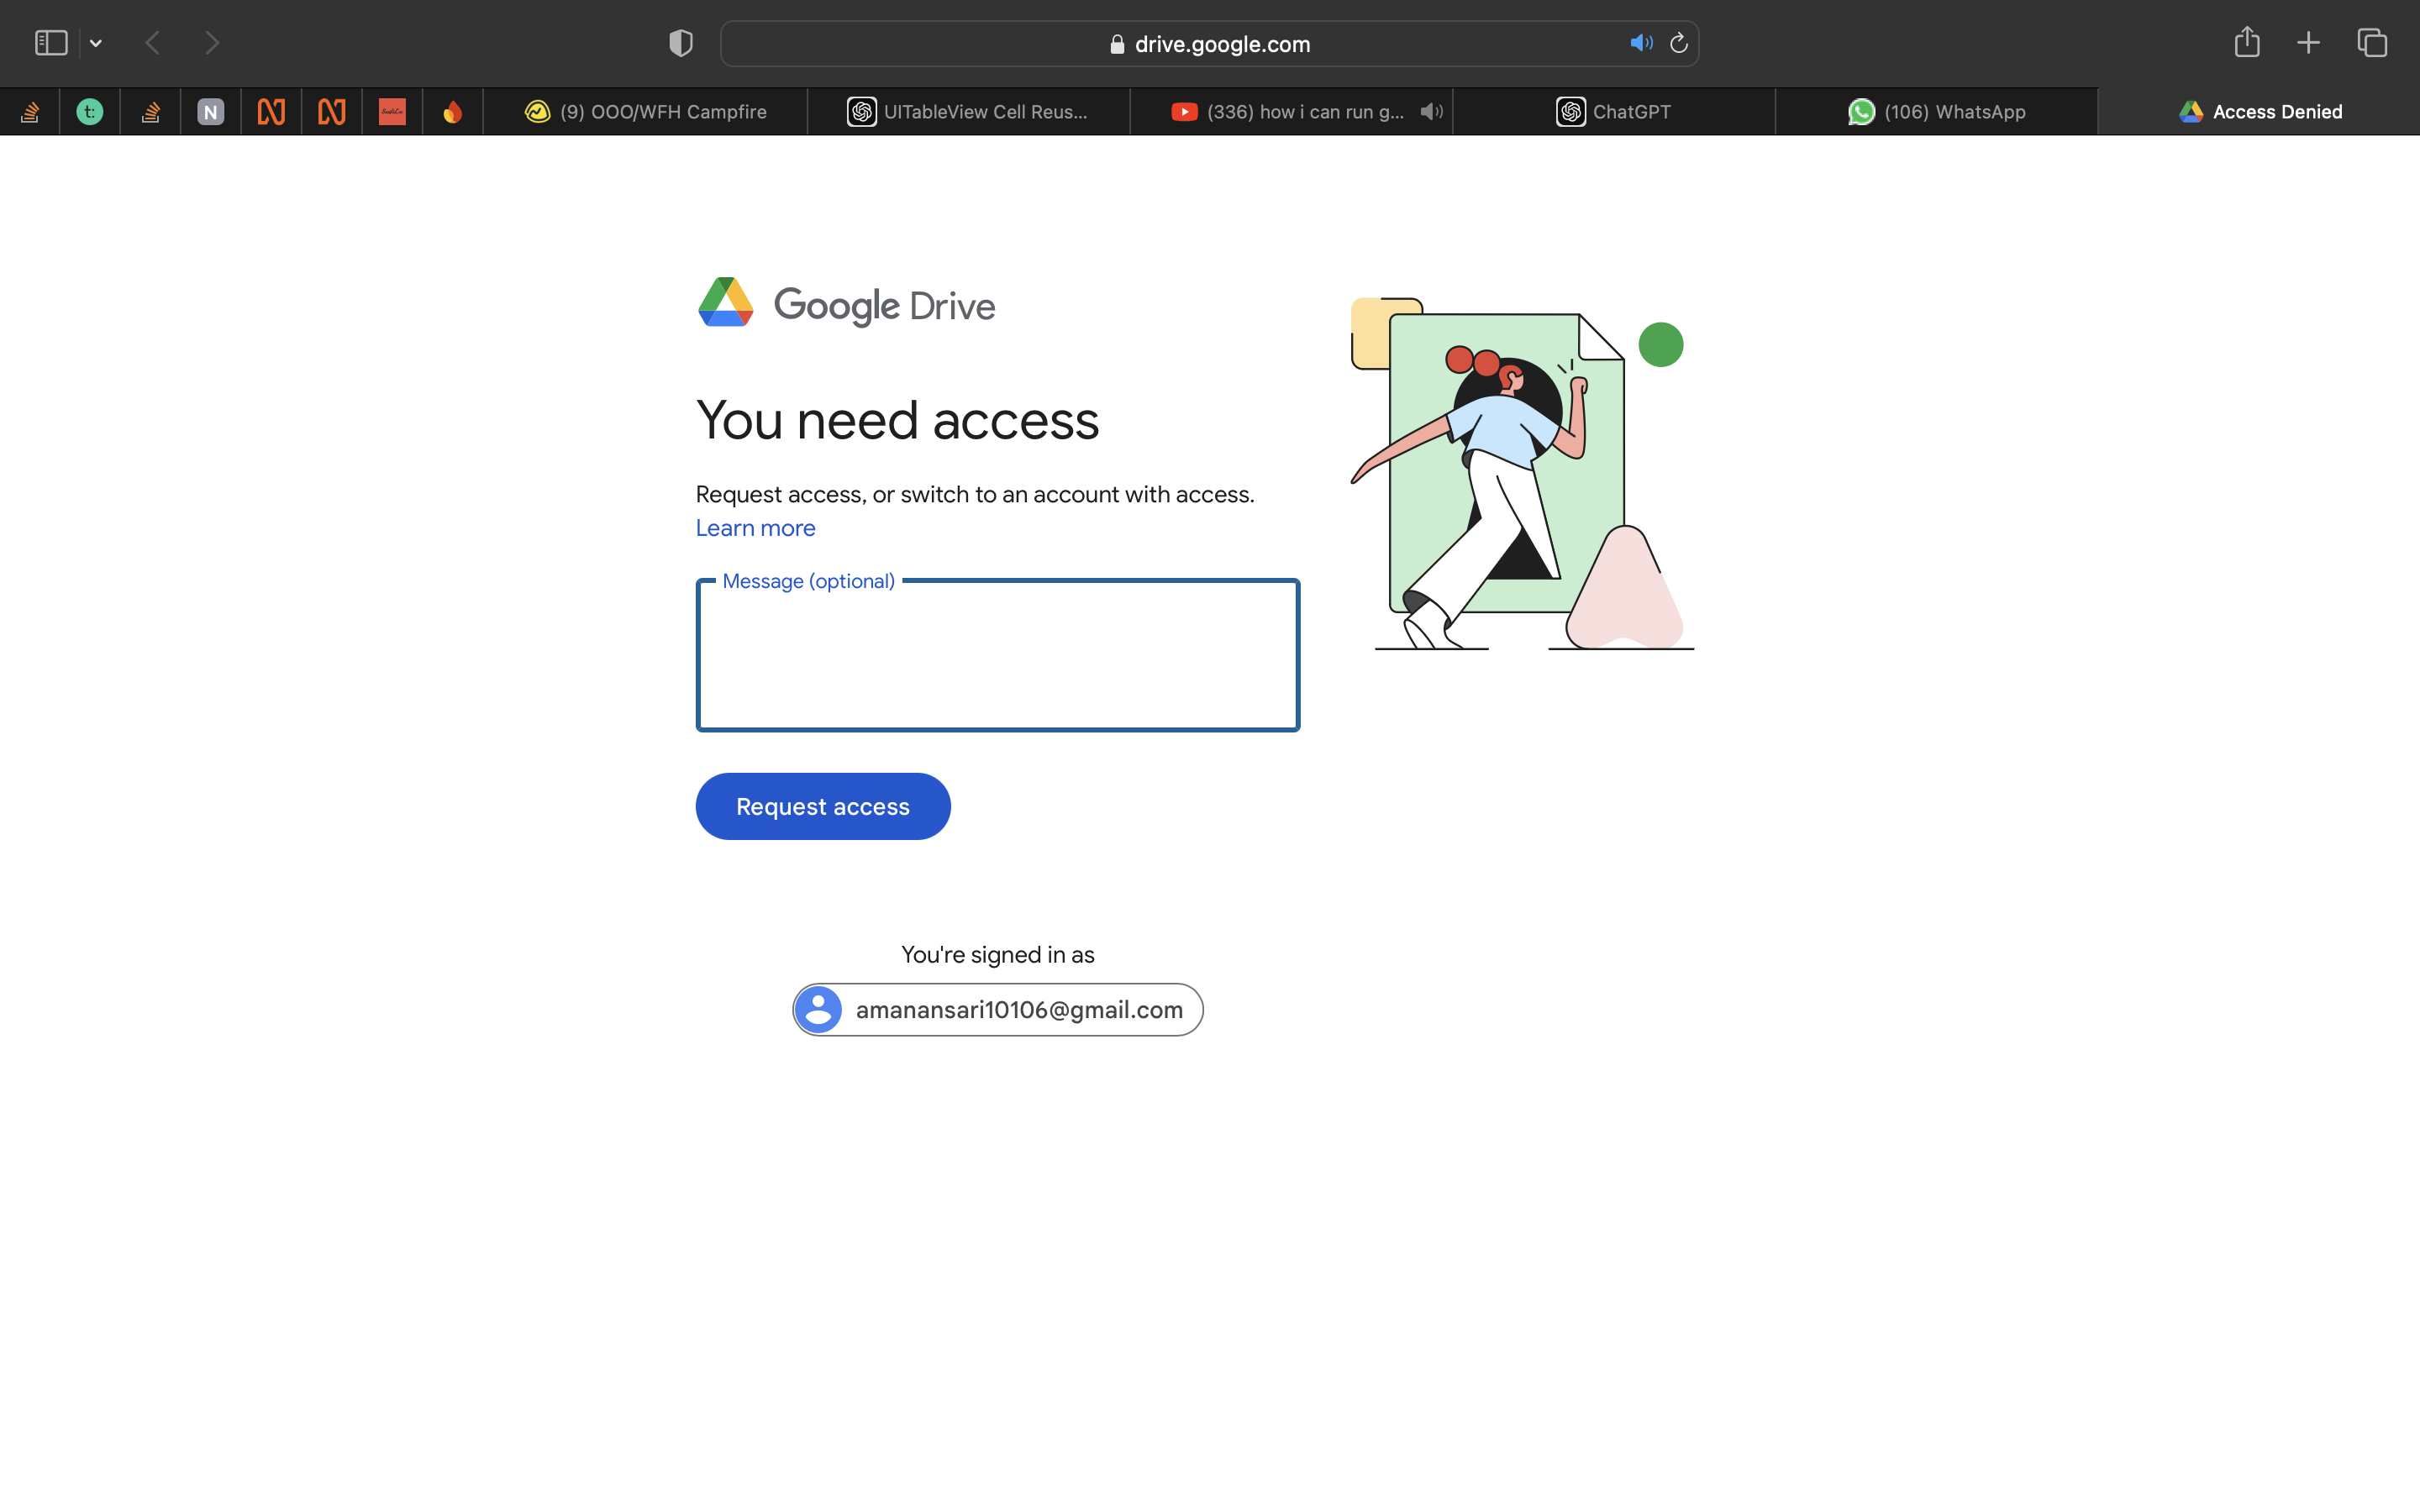 drive.google.com
t:
N
(9) OOO/WFH Campfire
UITableView Cell Reus...
(336) how i can run g...
ChatGPT
(106) WhatsApp
Access Denied
Google Drive
You need access
Request access, or switch to an account with access.
Learn more
Message (optional)
Request access
You're signed in as
amanansari10106@gmail.com